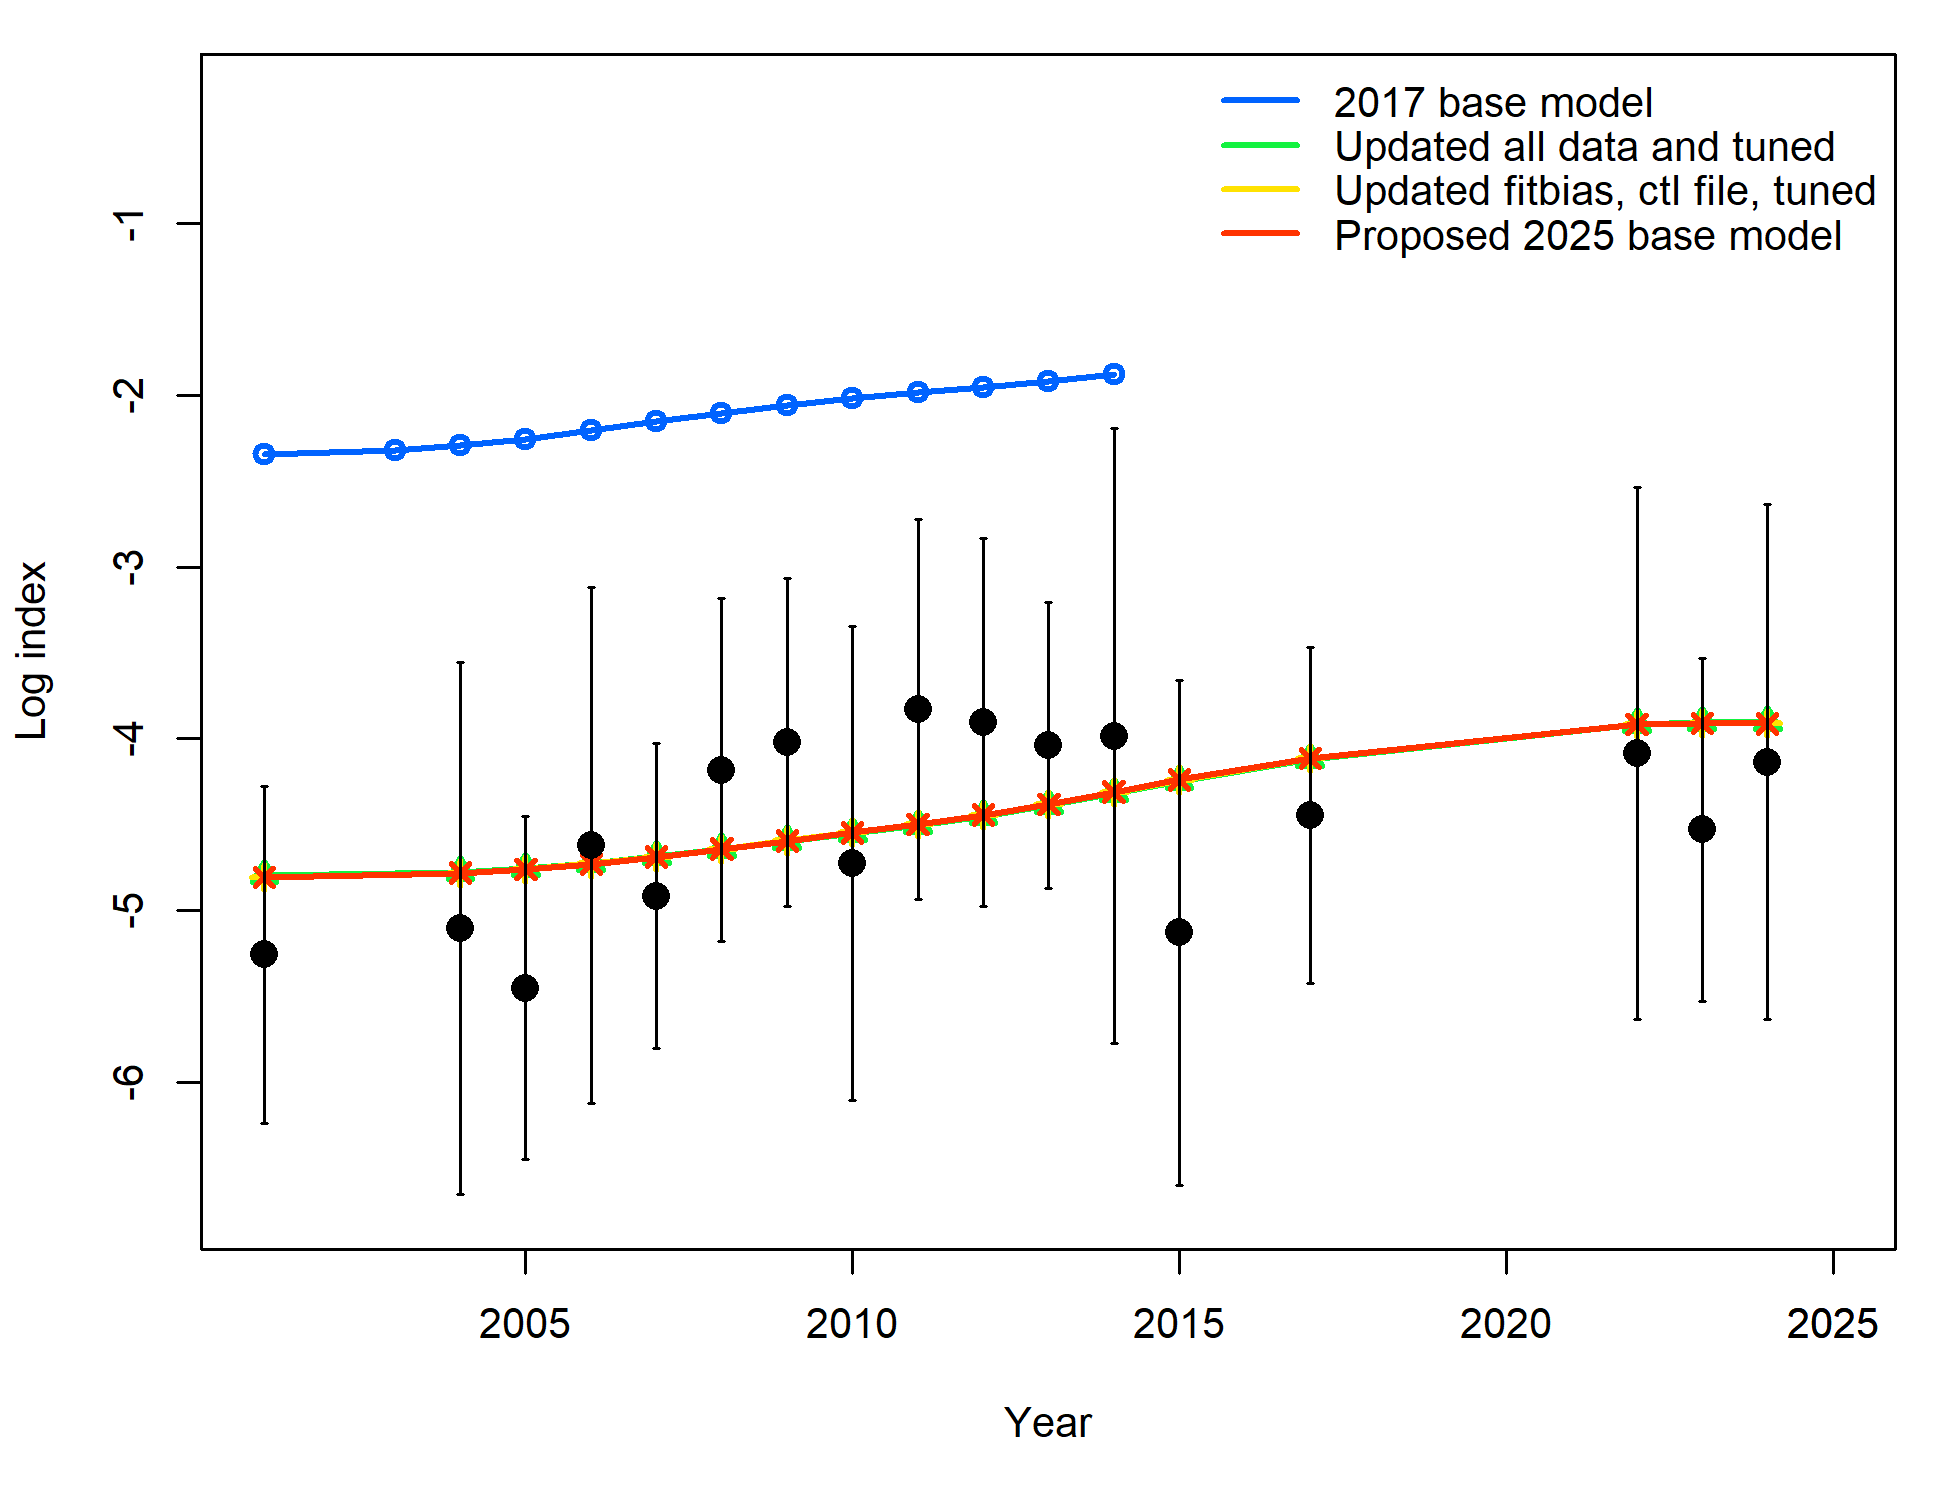 2017 base model
Updated all data and tuned
Updated fitbias, ctl file, tuned
Proposed 2025 base model
-1
-2
-3
-4
-5
-6
Log index
2005 2010 2015 2020 2025
Year